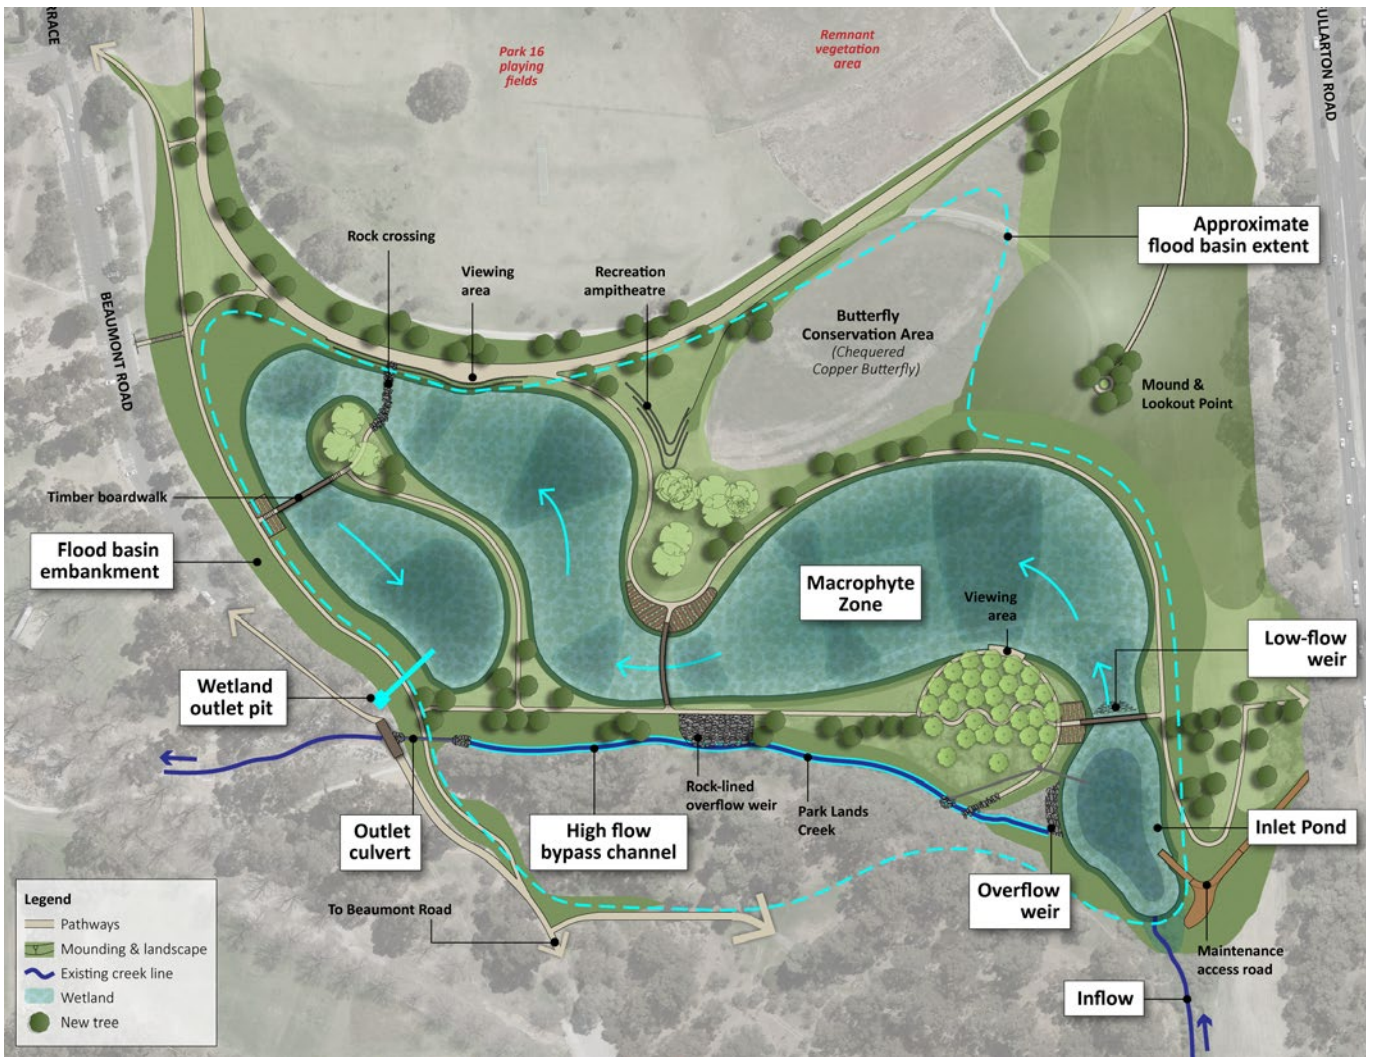 RRACE
Park 16
playing
fields
Remnant
vegetation
area
ULLARTON ROAD
Rock crossing
Viewing
area
Recreation
ampitheatre
Approximate
flood basin extent
BEAUMONT ROAD
Butterfly
Conservation Area
(Chequered
Copper Butterfly)
Mound &
Lookout Point
Timber boardwalk
Flood basin
embankment
Macrophyte
Zone
Viewing
area
Low-flow
weir
Wetland
outlet pit
Rock-lined
overflow weir
Park Lands
Creek
Outlet
culvert
High flow
bypass channel
Inlet Pond
Overflow
weir
To Beaumont Road
Maintenance
access road
Inflow
Legend
Pathways
Mounding & landscape
Existing creek line
Wetland
New tree